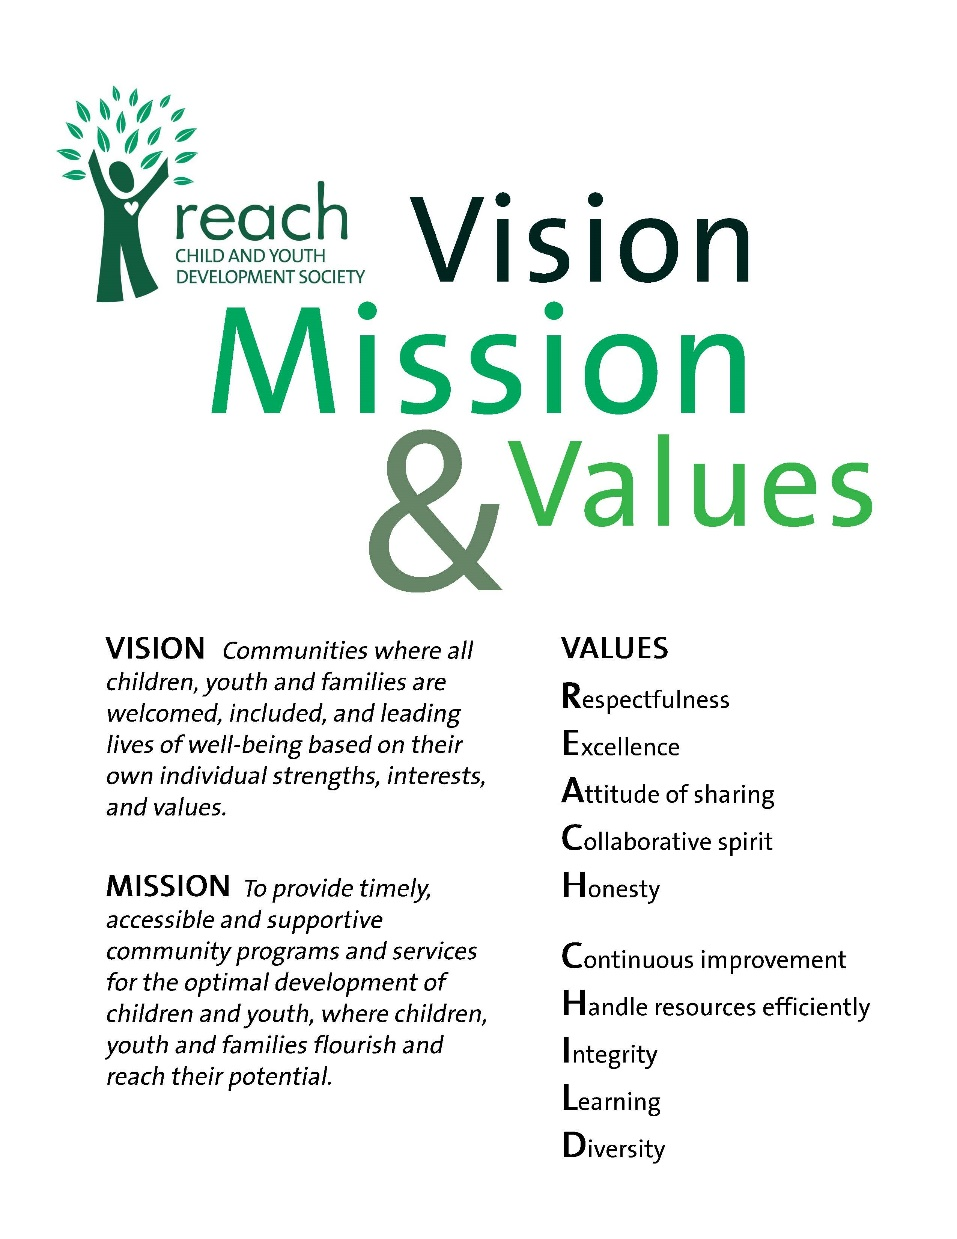 reach
CHILD AND YOUTH
DEVELOPMENT SOCIETY
Vision
Mission
& Values
VISION Communities where all
children, youth and families are
welcomed, included, and leading
lives of well-being based on their
own individual strengths, interests,
and values.
MISSION To provide timely,
accessible and supportive
community programs and services
for the optimal development of
children and youth, where children,
youth and families flourish and
reach their potential.
VALUES
Respectfulness
Excellence
Attitude of sharing
Collaborative spirit
Honesty
Continuous improvement
Handle resources efficiently
Integrity
Learning
Diversity